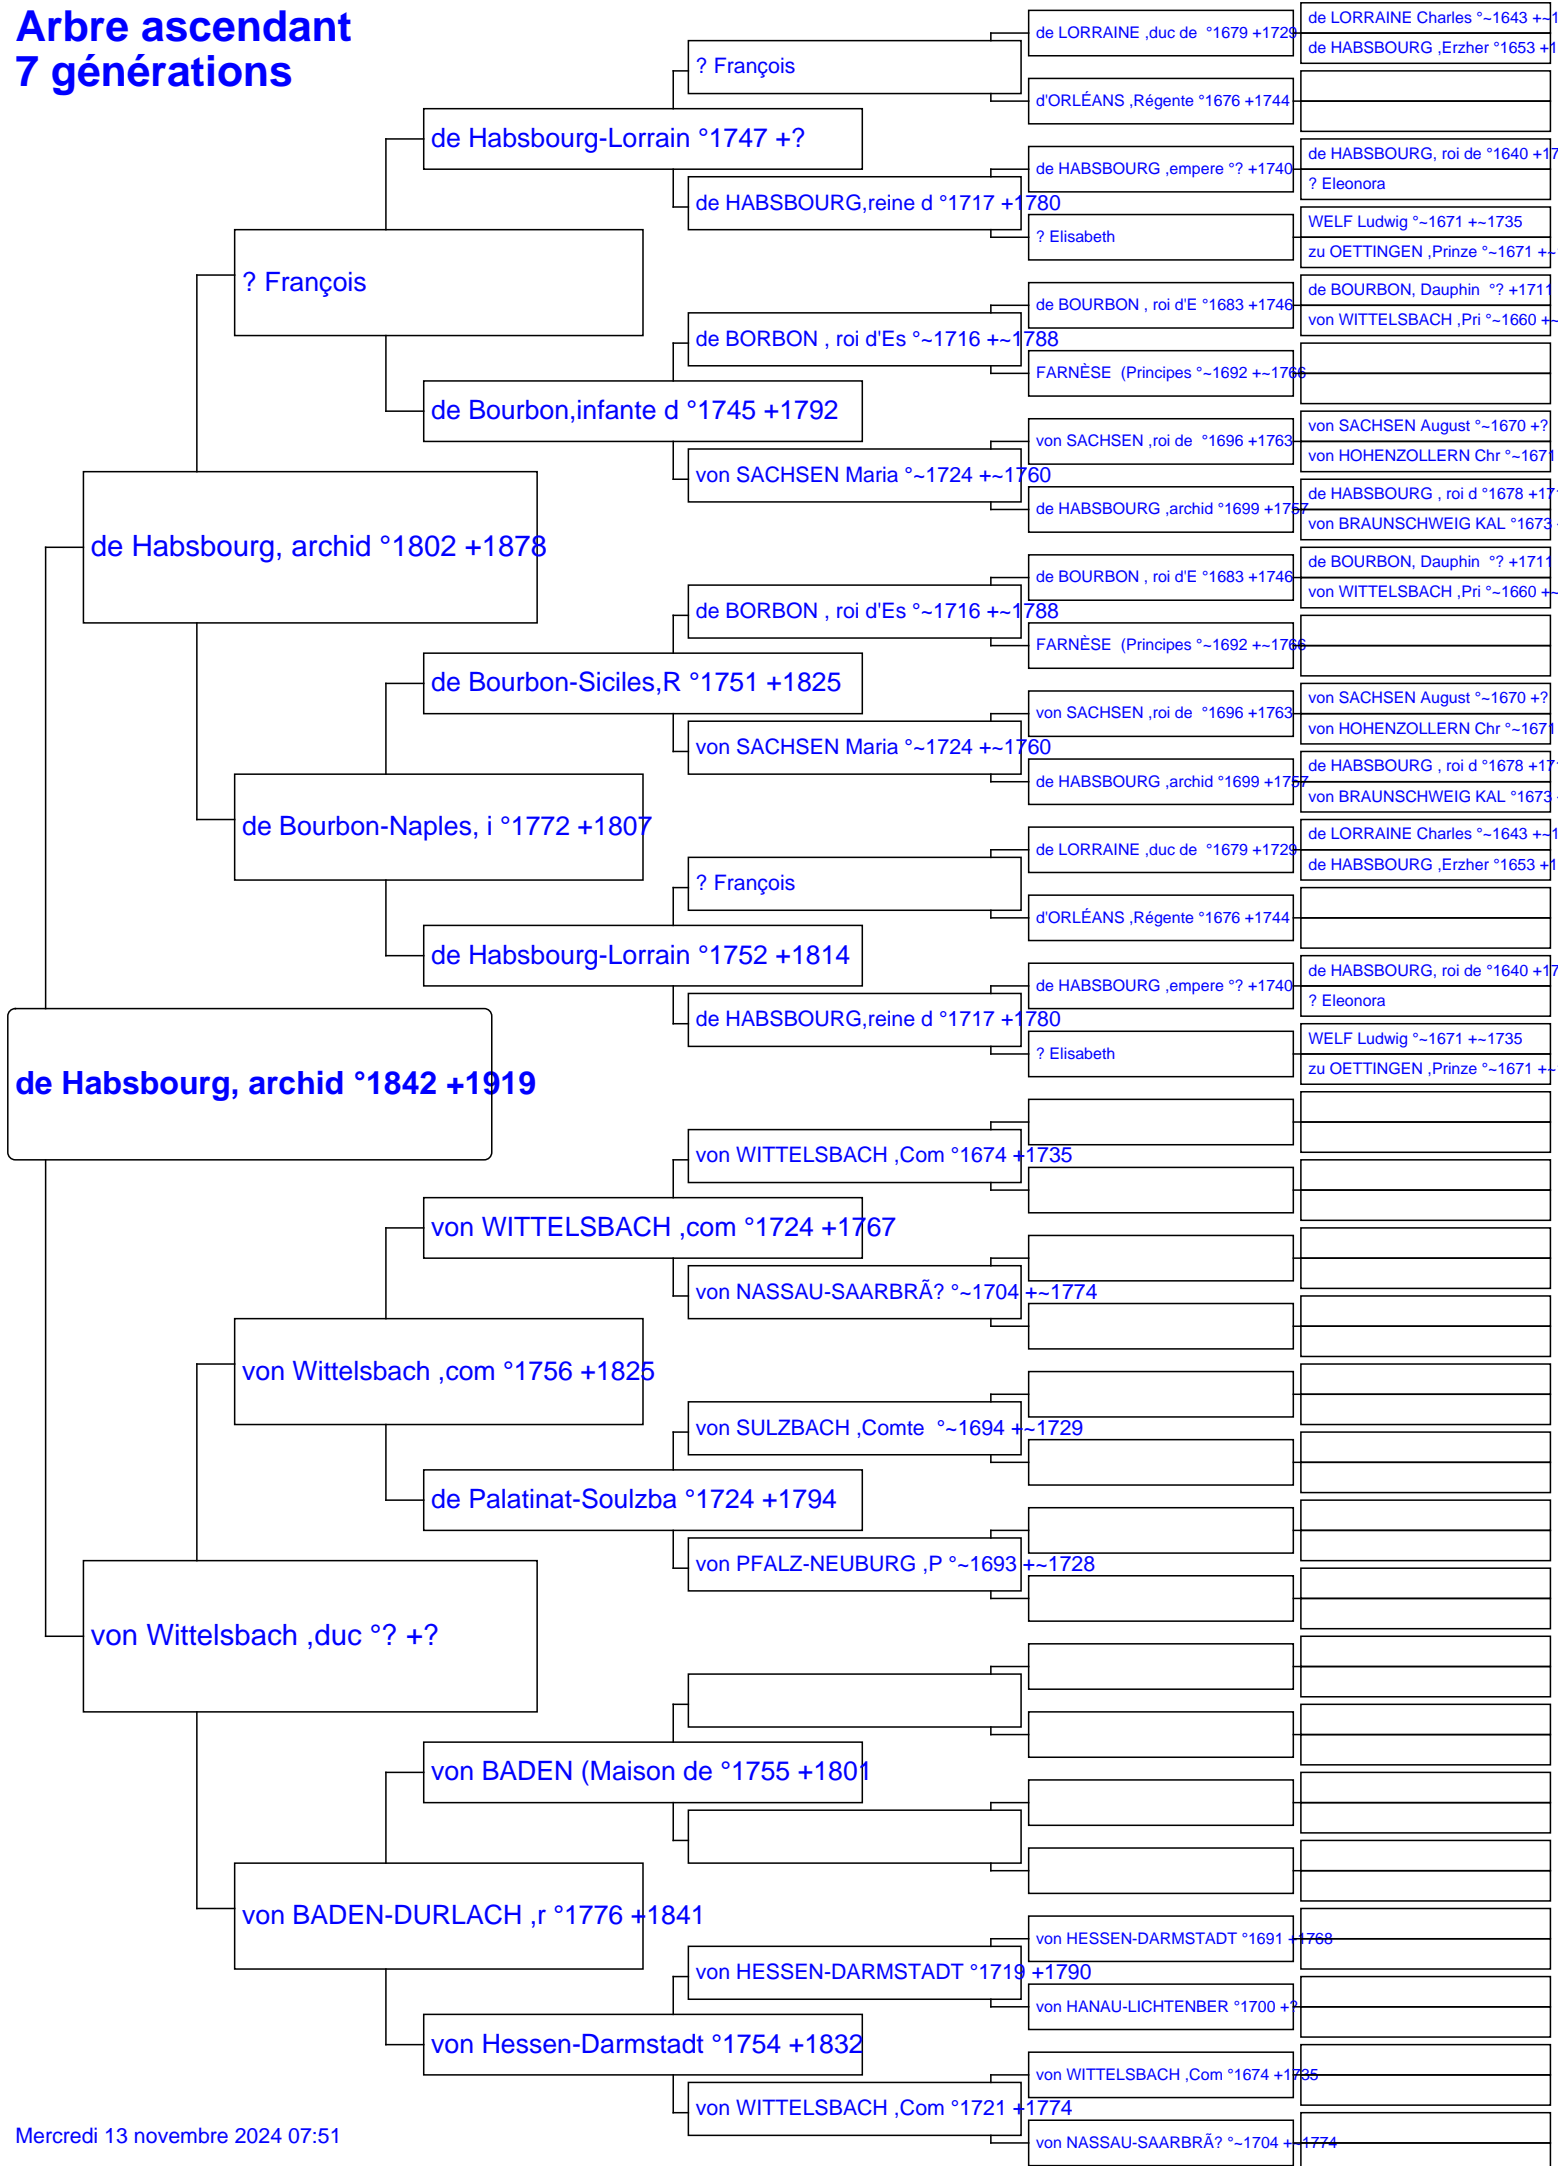 Arbre ascendant
7 générations
de Habsbourg, archid °1842 +1919
de Habsbourg, archid °1802 +1878
von Wittelsbach ,duc °? +?
? François
de Bourbon-Naples, i °1772 +1807
von Wittelsbach ,com °1756 +1825
von BADEN-DURLACH ,r °1776 +1841
de Habsbourg-Lorrain °1747 +?
de Bourbon,infante d °1745 +1792
de Bourbon-Siciles,R °1751 +1825
de Habsbourg-Lorrain °1752 +1814
von WITTELSBACH ,com °1724 +1767
de Palatinat-Soulzba °1724 +1794
von BADEN (Maison de °1755 +1801
von Hessen-Darmstadt °1754 +1832
? François
de HABSBOURG,reine d °1717 +1780
de BORBON , roi d'Es °~1716 +~1788
von SACHSEN Maria °~1724 +~1760
de BORBON , roi d'Es °~1716 +~1788
von SACHSEN Maria °~1724 +~1760
? François
de HABSBOURG,reine d °1717 +1780
von WITTELSBACH ,Com °1674 +1735
von NASSAU-SAARBRÃ? °~1704 +~1774
von SULZBACH ,Comte  °~1694 +~1729
von PFALZ-NEUBURG ,P °~1693 +~1728
von HESSEN-DARMSTADT °1719 +1790
von WITTELSBACH ,Com °1721 +1774
de LORRAINE ,duc de  °1679 +1729
d'ORLÉANS ,Régente °1676 +1744
de HABSBOURG ,empere °? +1740
? Elisabeth
de BOURBON , roi d'E °1683 +1746
FARNÈSE  (Principes °~1692 +~1766
von SACHSEN ,roi de  °1696 +1763
de HABSBOURG ,archid °1699 +1757
de BOURBON , roi d'E °1683 +1746
FARNÈSE  (Principes °~1692 +~1766
von SACHSEN ,roi de  °1696 +1763
de HABSBOURG ,archid °1699 +1757
de LORRAINE ,duc de  °1679 +1729
d'ORLÉANS ,Régente °1676 +1744
de HABSBOURG ,empere °? +1740
? Elisabeth
von HESSEN-DARMSTADT °1691 +1768
von HANAU-LICHTENBER °1700 +?
von WITTELSBACH ,Com °1674 +1735
von NASSAU-SAARBRÃ? °~1704 +~1774
de LORRAINE Charles °~1643 +~1
de HABSBOURG ,Erzher °1653 +1
de HABSBOURG, roi de °1640 +17
? Eleonora
WELF Ludwig °~1671 +~1735
zu OETTINGEN ,Prinze °~1671 +~
de BOURBON, Dauphin  °? +1711
von WITTELSBACH ,Pri °~1660 +~
von SACHSEN August °~1670 +?
von HOHENZOLLERN Chr °~1671
de HABSBOURG , roi d °1678 +17
von BRAUNSCHWEIG KAL °1673
de BOURBON, Dauphin  °? +1711
von WITTELSBACH ,Pri °~1660 +~
von SACHSEN August °~1670 +?
von HOHENZOLLERN Chr °~1671
de HABSBOURG , roi d °1678 +17
von BRAUNSCHWEIG KAL °1673
de LORRAINE Charles °~1643 +~1
de HABSBOURG ,Erzher °1653 +1
de HABSBOURG, roi de °1640 +17
? Eleonora
WELF Ludwig °~1671 +~1735
zu OETTINGEN ,Prinze °~1671 +~
Mercredi 13 novembre 2024 07:51